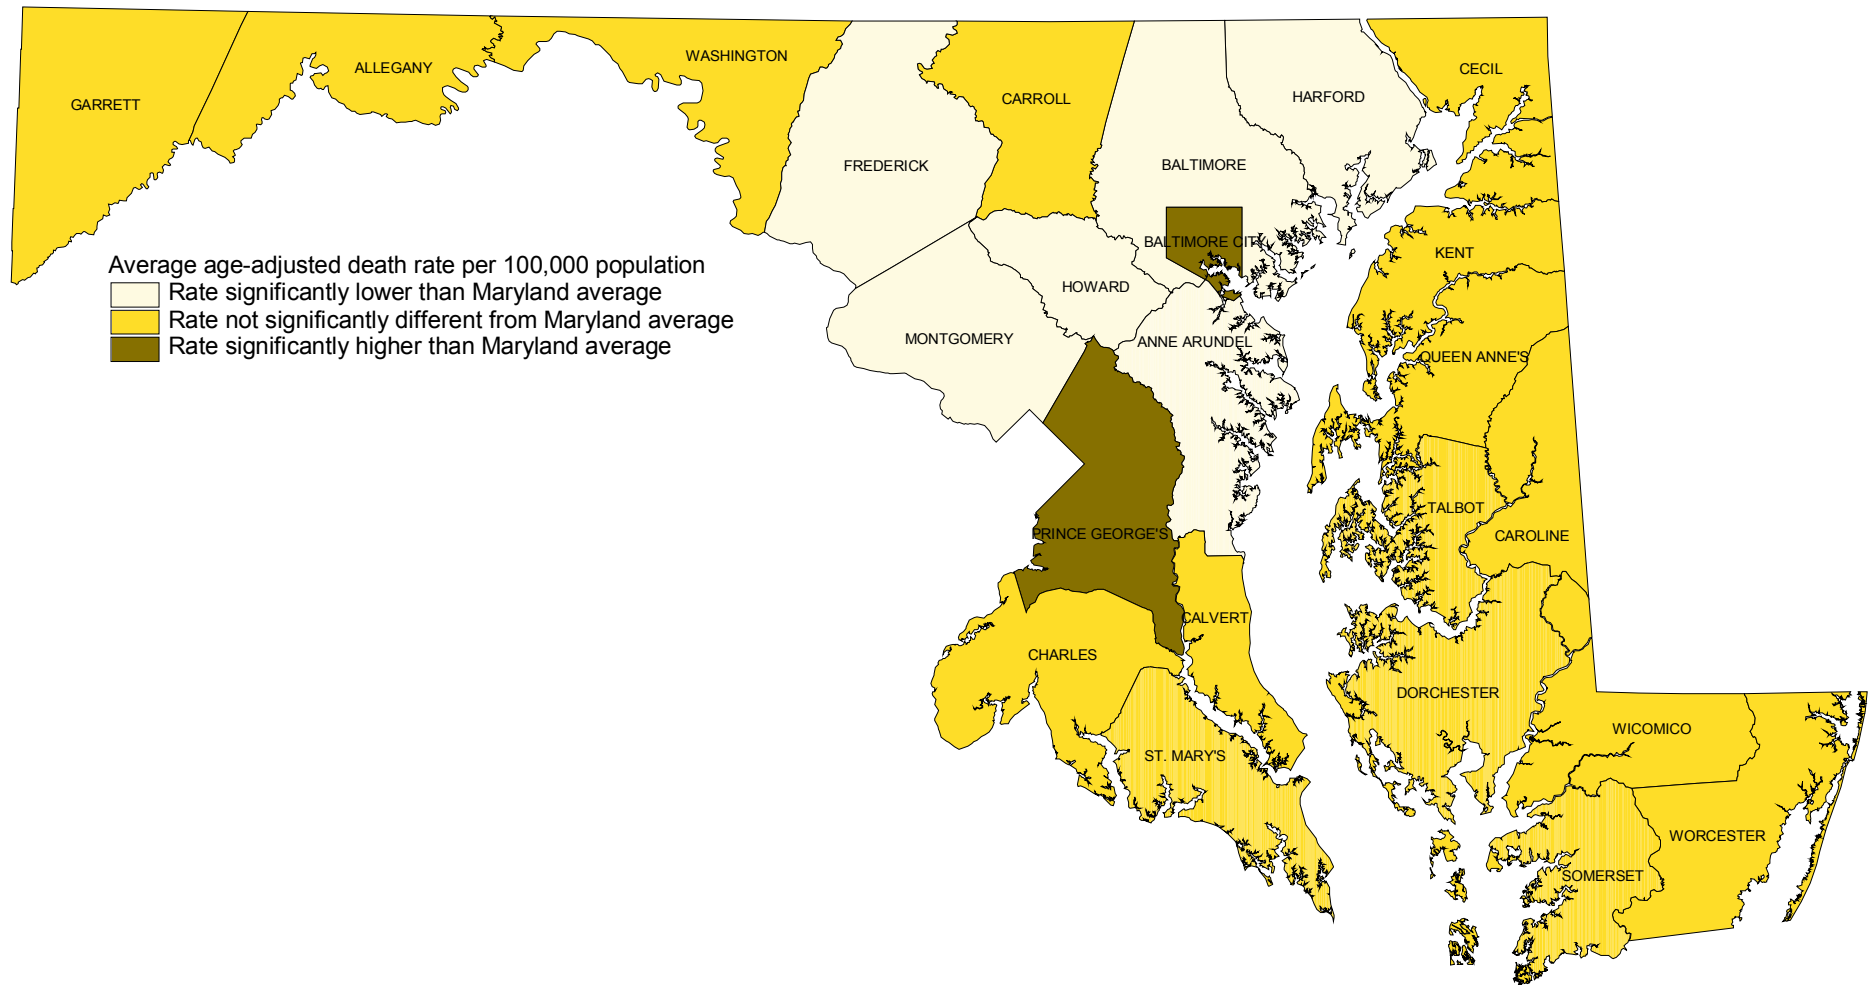 WASHINGTON
ALLEGANY
CECIL
GARRETT
CARROLL
HARFORD
FREDERICK
BALTIMORE
BALTIMORE CITY
KENT
Average age-adjusted death rate per 100,000 population
Rate significantly lower than Maryland average
Rate not significantly different from Maryland average
Rate significantly higher than Maryland average
HOWARD
MONTGOMERY
ANNE ARUNDEL
QUEEN ANNE'S
TALBOT
PRINCE GEORGE'S
CAROLINE
CALVERT
CHARLES
DORCHESTER
WICOMICO
ST. MARY'S
WORCESTER
SOMERSET